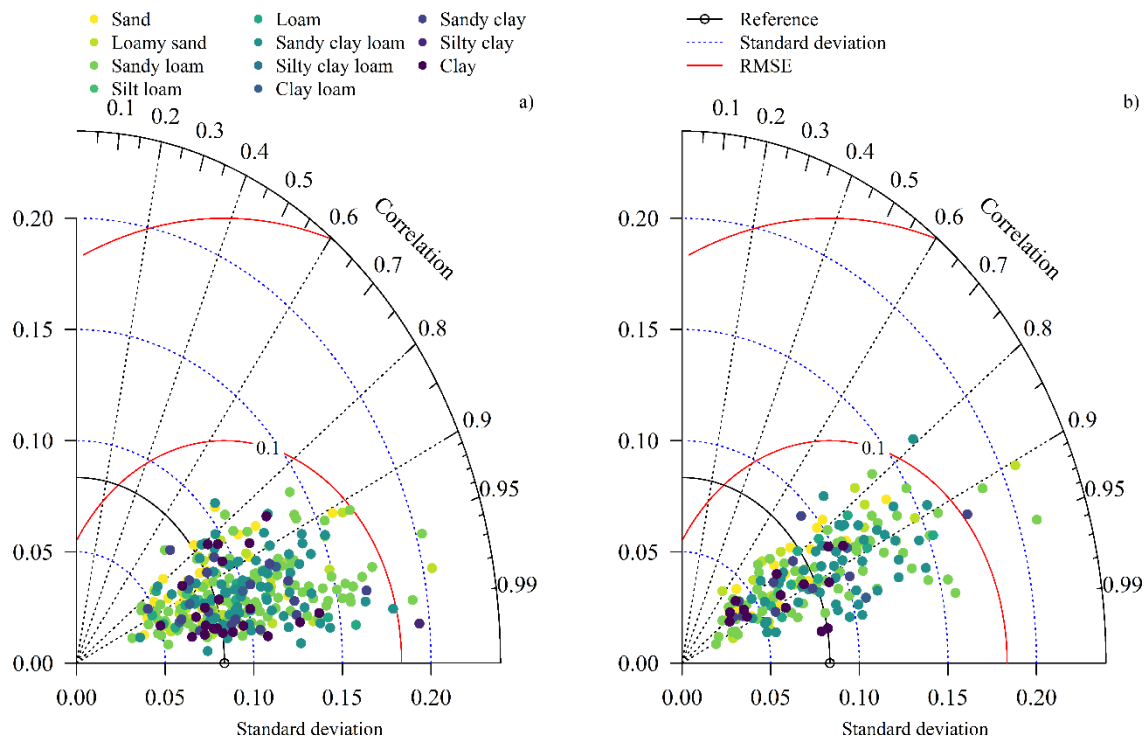 Sand
Loamy sand
Sandy loam
Silt loam
Loam
Sandy clay loam
Silty clay loam
Clay loam
Sandy clay
Silty clay
Clay
Reference
Standard deviation
RMSE
a)
0.1
0.2
0.3
0.4
0.5
0.6
0.7
0.8
0.9
0.95
0.99
Correlation
0.20
0.15
0.10
0.05
0.00
0.1
0.00
0.05
0.10
0.15
0.20
Standard deviation
b)
0.1
0.2
0.3
0.4
0.5
0.6
0.7
0.8
0.9
0.95
0.99
Correlation
0.20
0.15
0.10
0.05
0.00
0.1
0.00
0.05
0.10
0.15
0.20
Standard deviation